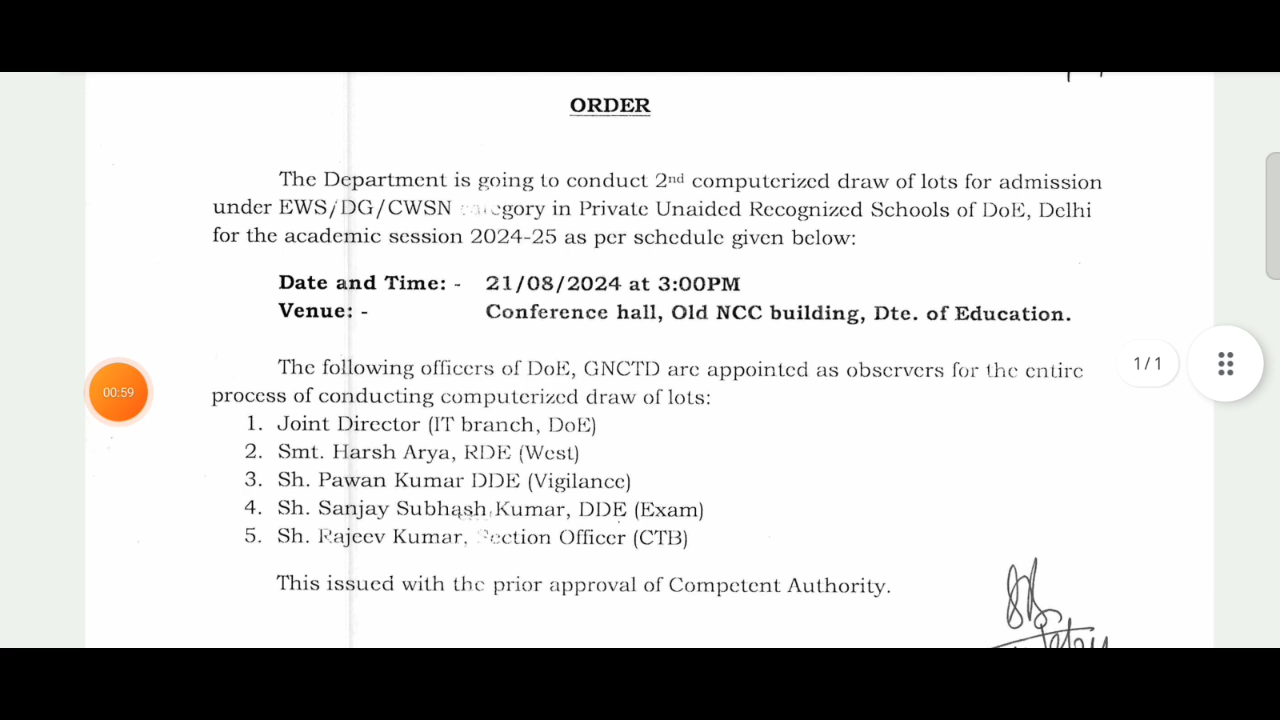 ORDER
The Department is going to conduct 2nd computerized draw of lots for admission
under EWS/DG/CWSN category in Private Unaided Recognized Schools of DoE, Delhi
for the academic session 2024-25 as per schedule given below:
Date and Time: - 21/08/2024 at 3:00PM
Venue: - Conference hall, Old NCC building, Dte. of Education.
The following officers of DoE, GNCTD are appointed as observers for the entire
process of conducting computerized draw of lots:
1. Joint Director (IT branch, DoE)
2. Smt. Harsh Arya, RDE (West)
3. Sh. Pawan Kumar DDE (Vigilance)
4. Sh. Sanjay Subhash Kumar, DDE (Exam)
5. Sh. Rajeev Kumar, Section Officer (CTB)
This issued with the prior approval of Competent Authority.
00:59
1/1